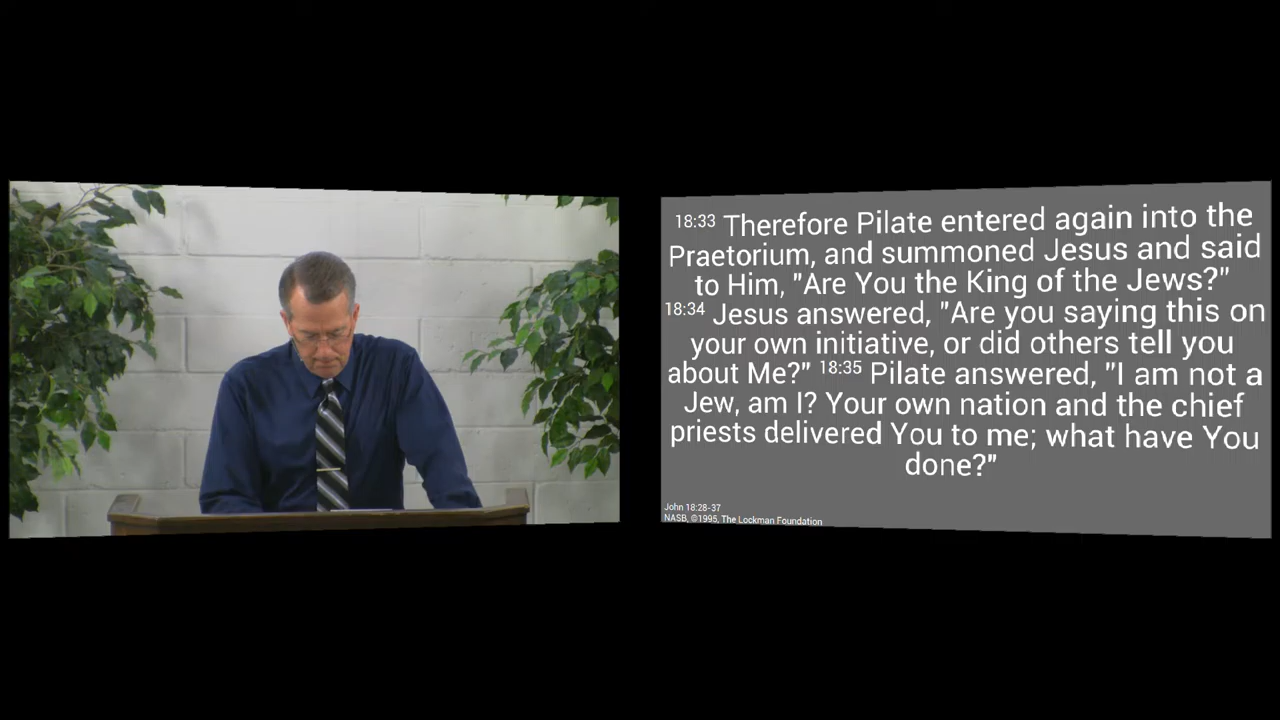 18:33 Therefore Pilate entered again into the
Praetorium, and summoned Jesus and said
to Him, "Are You the King of the Jews?"
18:34 Jesus answered, "Are you saying this on
your own initiative, or did others tell you
about Me?" 18:35 Pilate answered, "I am not a
Jew, am I? Your own nation and the chief
priests delivered You to me; what have You
done?"
John 18:28-37
NASB, ©1995, The Lockman Foundation